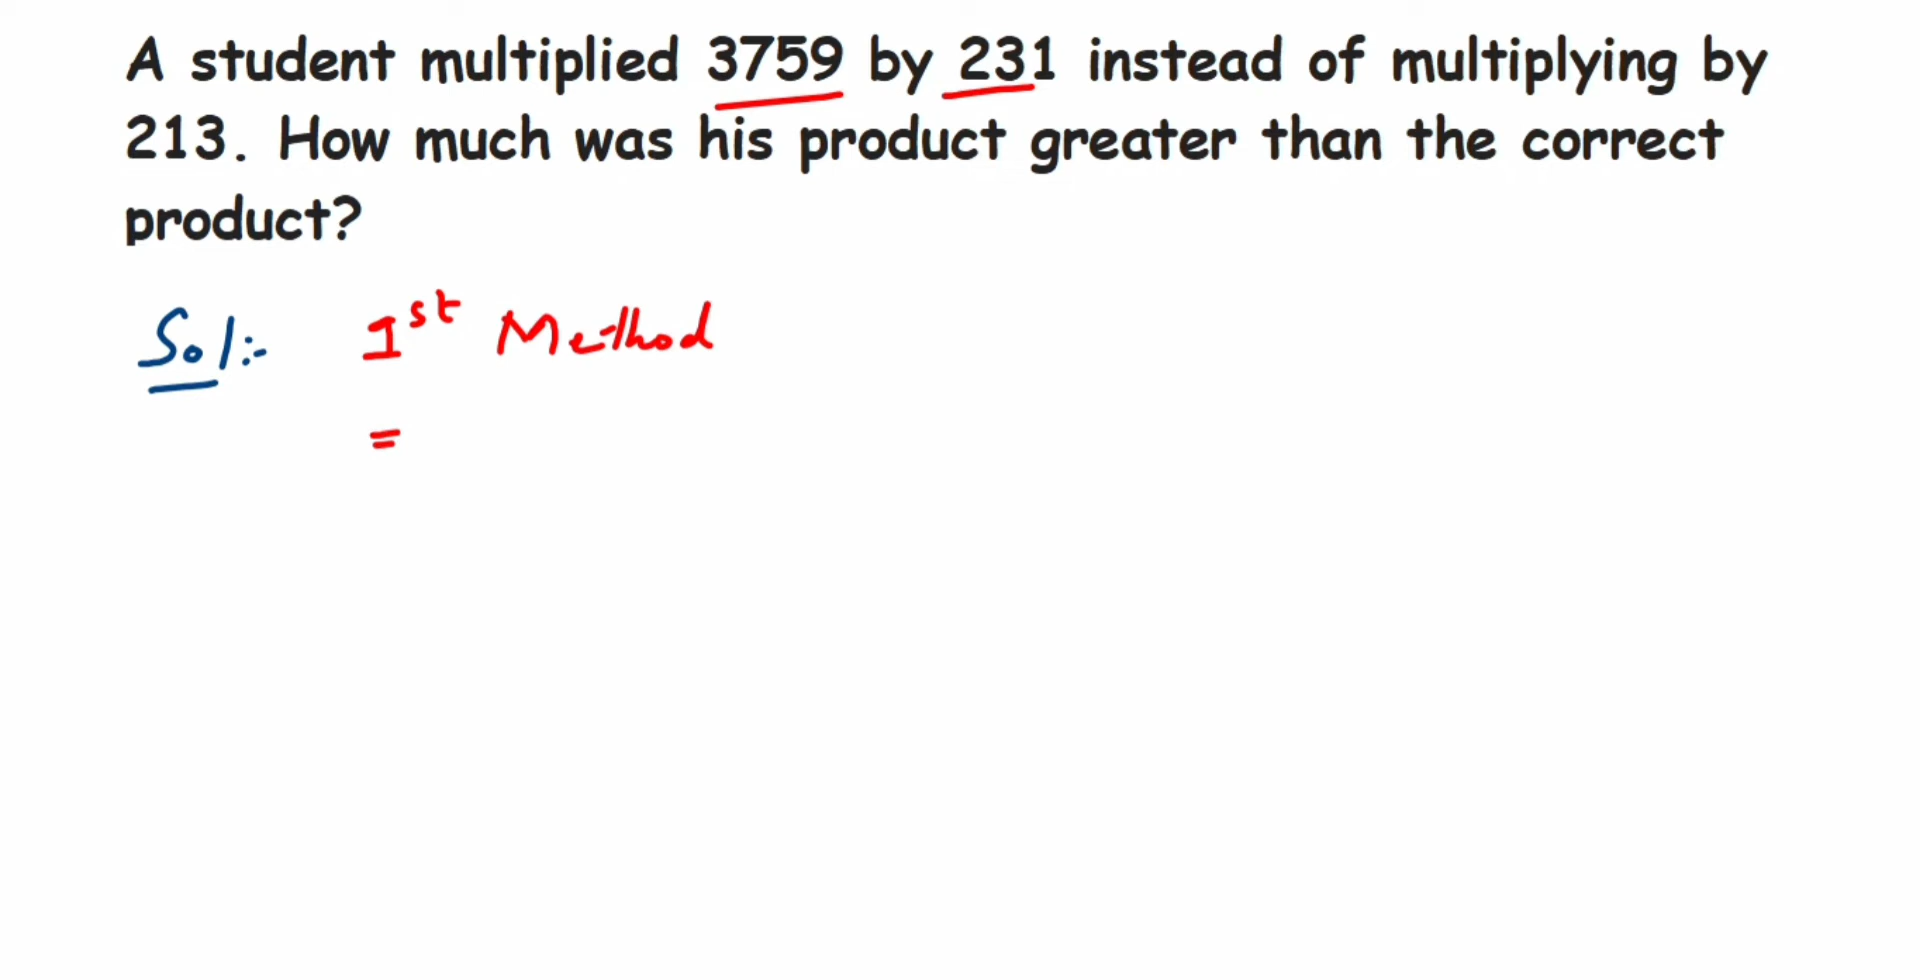 A student multiplied 3759 by 231 instead of multiplying by
213. How much was his product greater than the correct
product?
Sol:- 1st Method
=